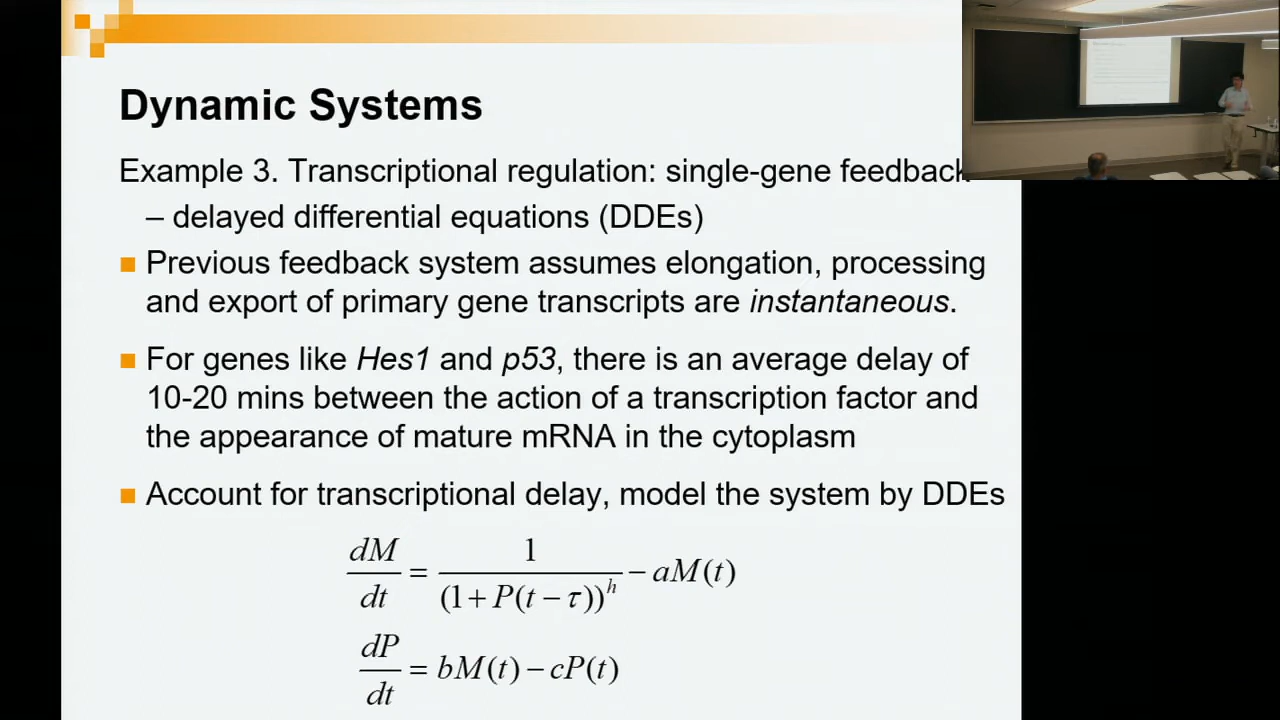 Dynamic Systems
Example 3. Transcriptional regulation: single-gene feedback
– delayed differential equations (DDEs)
Previous feedback system assumes elongation, processing
and export of primary gene transcripts are instantaneous.
For genes like Hes1 and p53, there is an average delay of
10-20 mins between the action of a transcription factor and
the appearance of mature mRNA in the cytoplasm
Account for transcriptional delay, model the system by DDEs
dM/dt = 1/(1+P(t−τ))^h − aM(t)
dP/dt = bM(t) − cP(t)